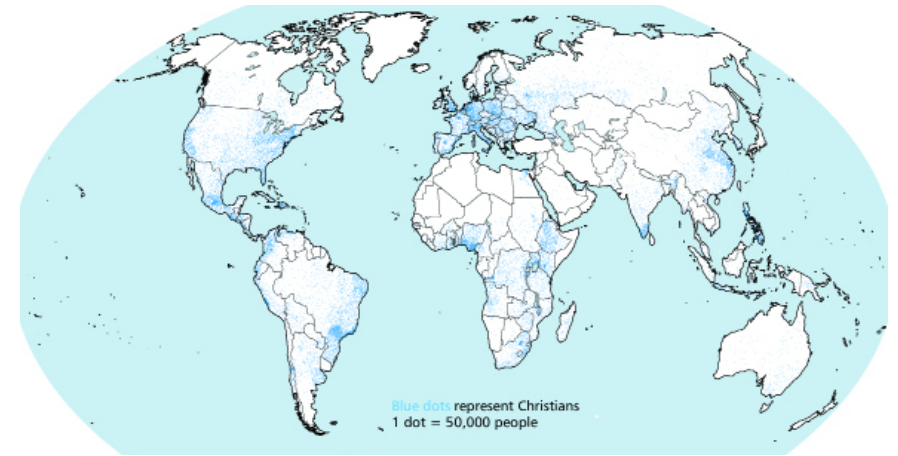 Blue dots represent Christians
1 dot = 50,000 people